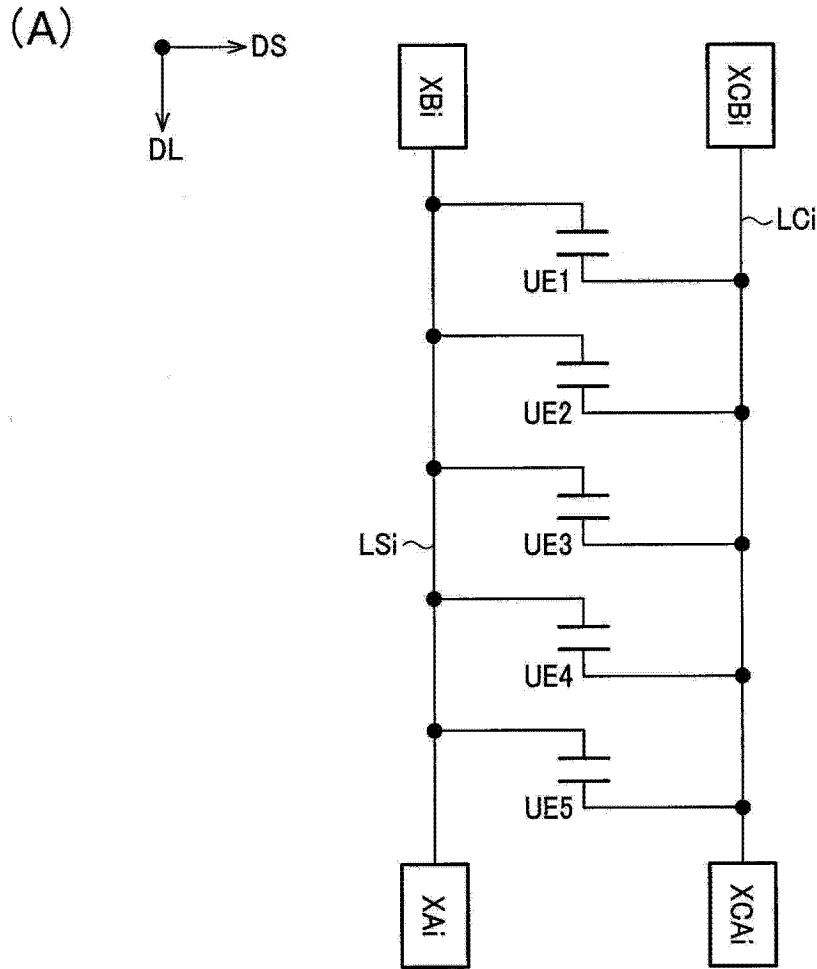 (A)
DS
DL
XBi
XCBi
LCi
UE1
UE2
UE3
LSi
UE4
UE5
XAi
XCAi